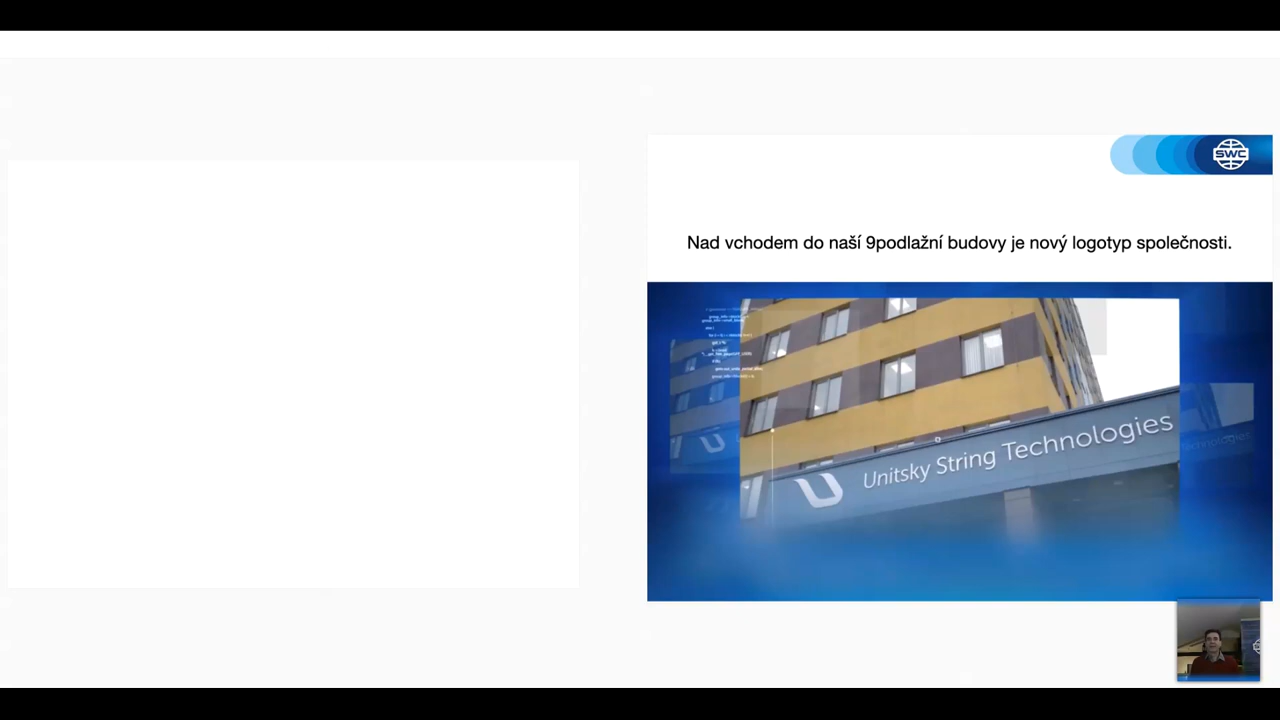 SWC
Nad vchodem do naší 9podlažní budovy je nový logotyp společnosti.
Unitsky String Technologies